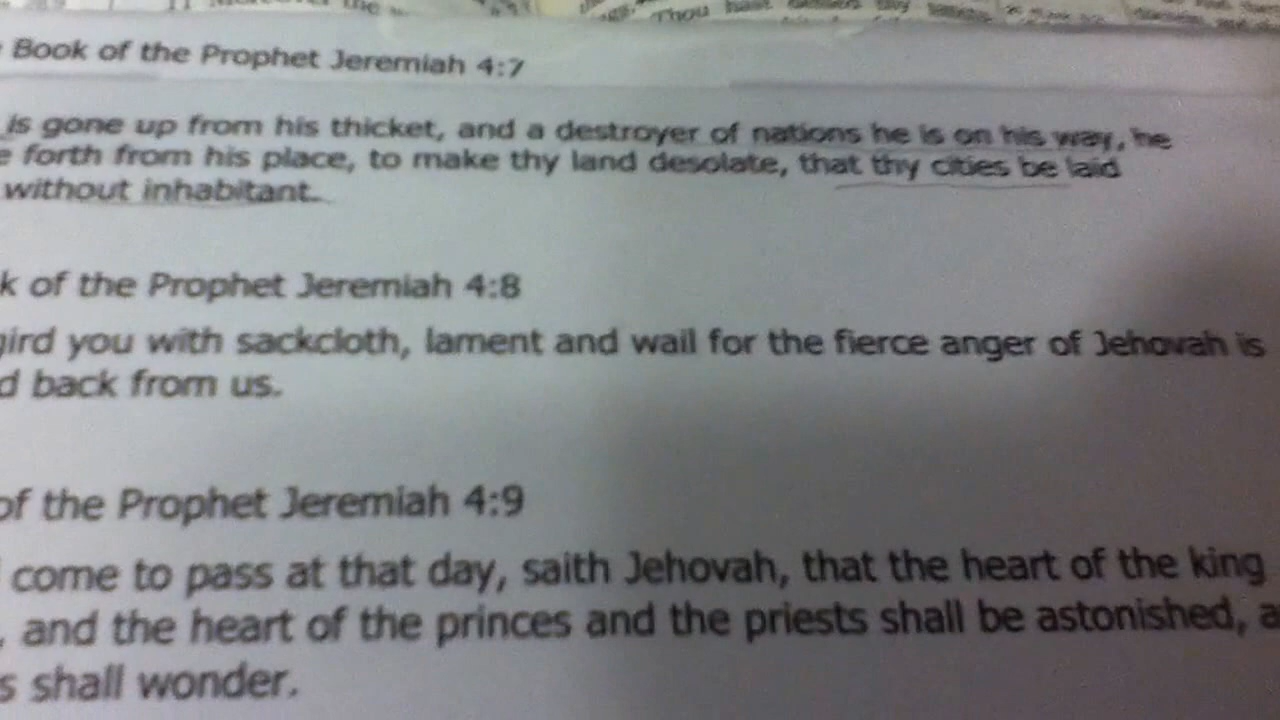 Thou hast
Book of the Prophet Jeremiah 4:7
is gone up from his thicket, and a destroyer of nations he is on his way, he
e forth from his place, to make thy land desolate, that thy cities be laid
without inhabitant.
k of the Prophet Jeremiah 4:8
gird you with sackcloth, lament and wail for the fierce anger of Jehovah is
d back from us.
of the Prophet Jeremiah 4:9
come to pass at that day, saith Jehovah, that the heart of the king
, and the heart of the princes and the priests shall be astonished, a
s shall wonder.